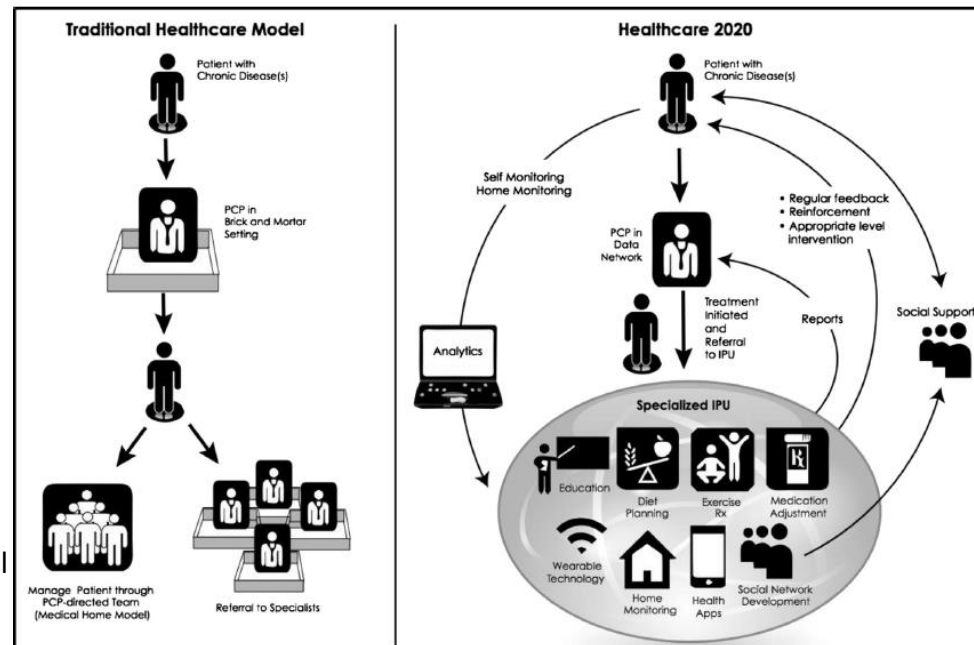 Traditional Healthcare Model
Patient with
Chronic Disease(s)
PCP in
Brick and Mortar
Setting
Manage Patient through
PCP-directed Team
(Medical Home Model)
Referral to Specialists
Healthcare 2020
Patient with
Chronic Disease(s)
Self Monitoring
Home Monitoring
• Regular feedback
• Reinforcement
• Appropriate level
intervention
PCP in
Data
Network
Treatment
Initiated
and
Referral
to IPU
Reports
Social Support
Analytics
Specialized IPU
Education
Diet
Planning
Exercise
Rx
Medication
Adjustment
Rx
Wearable
Technology
Home
Monitoring
Health
Apps
Social Network
Development